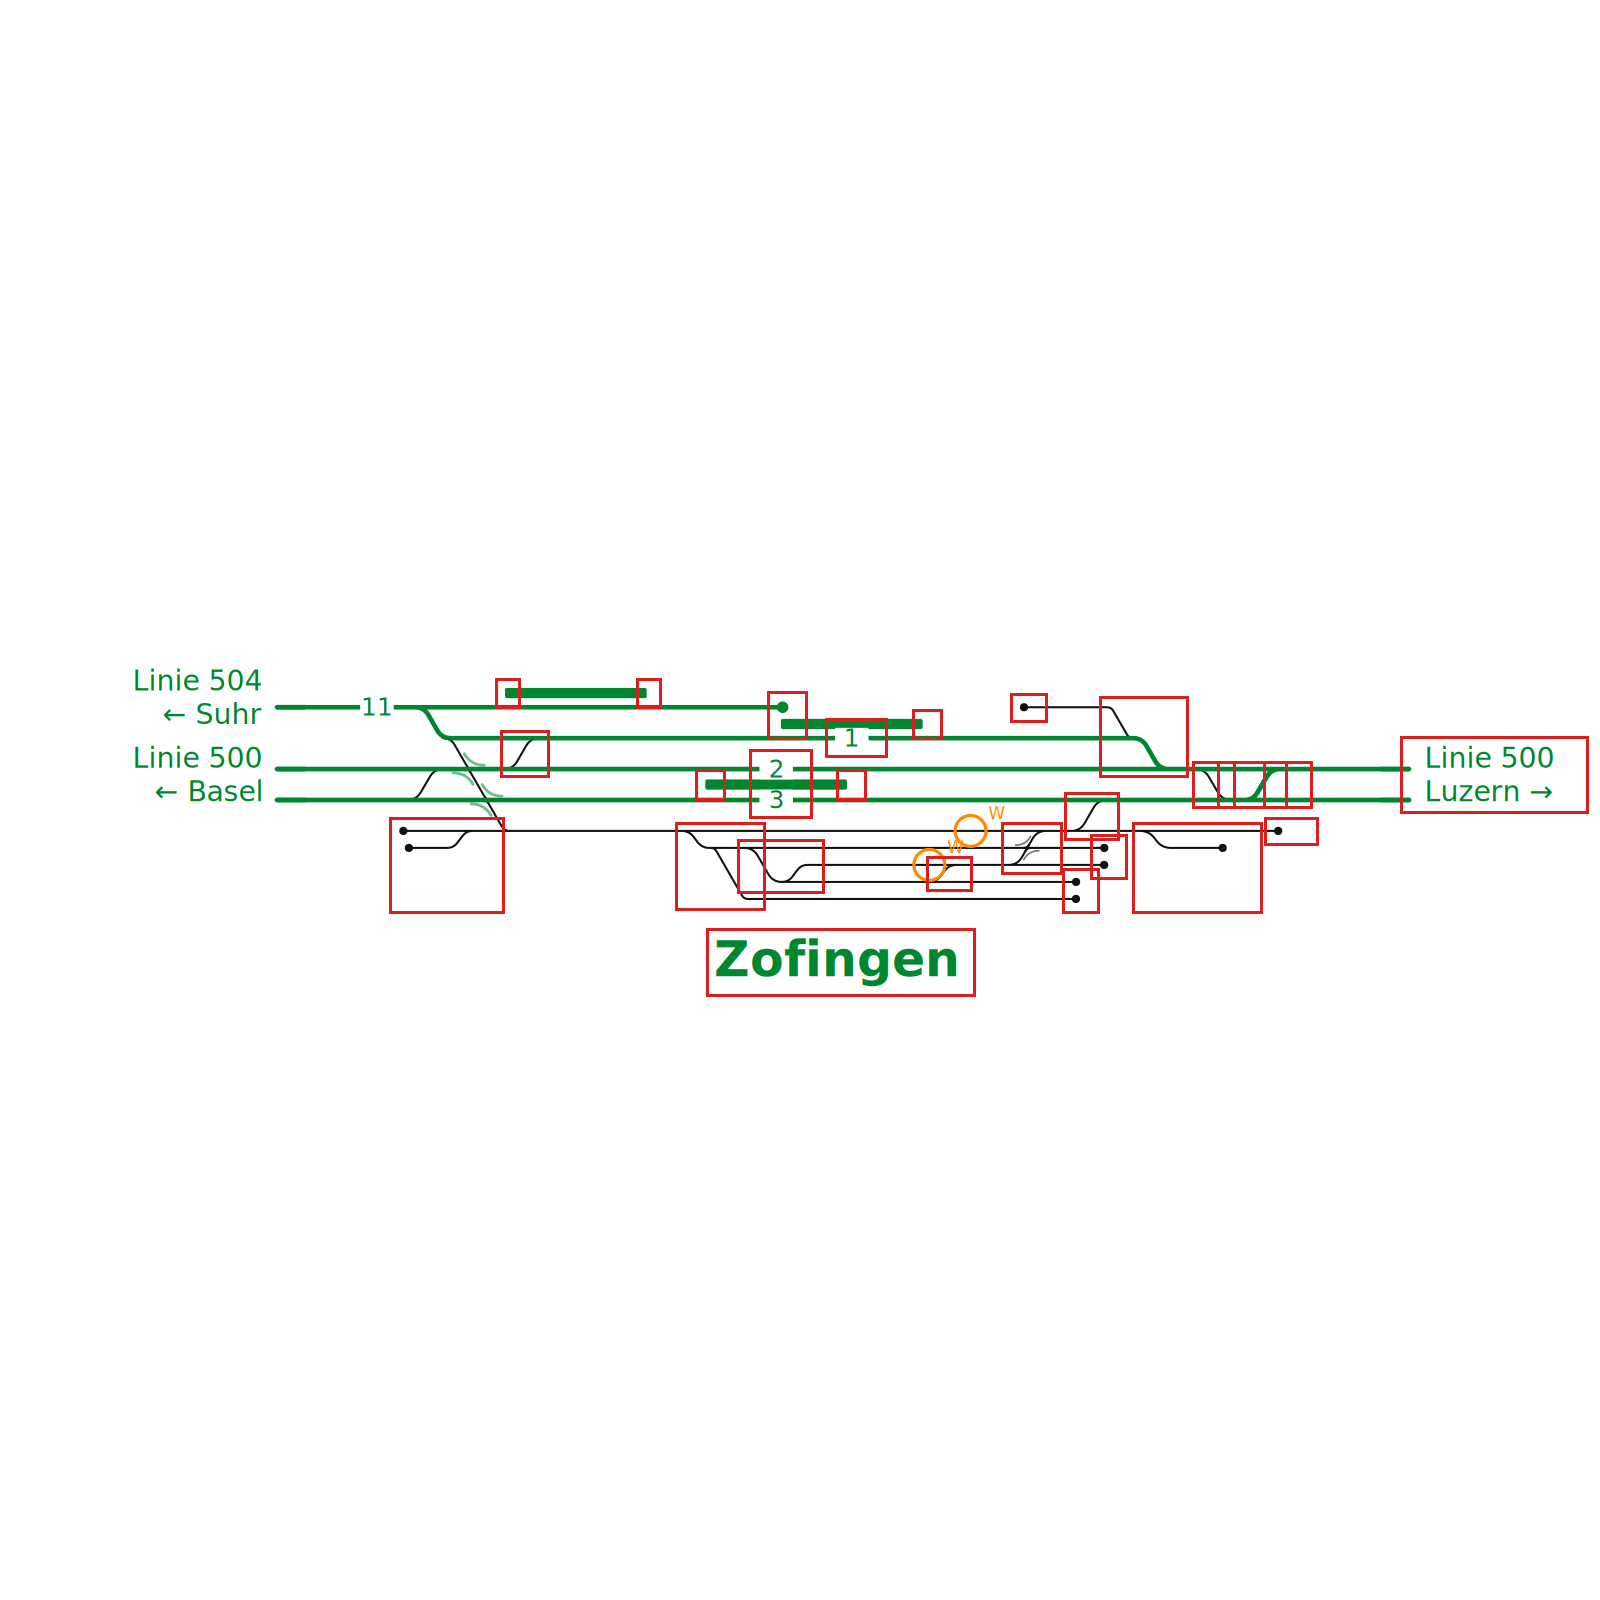 Linie 504
← Suhr
11
1
Linie 500
← Basel
2
3
Linie 500
Luzern →
W
W
Zofingen